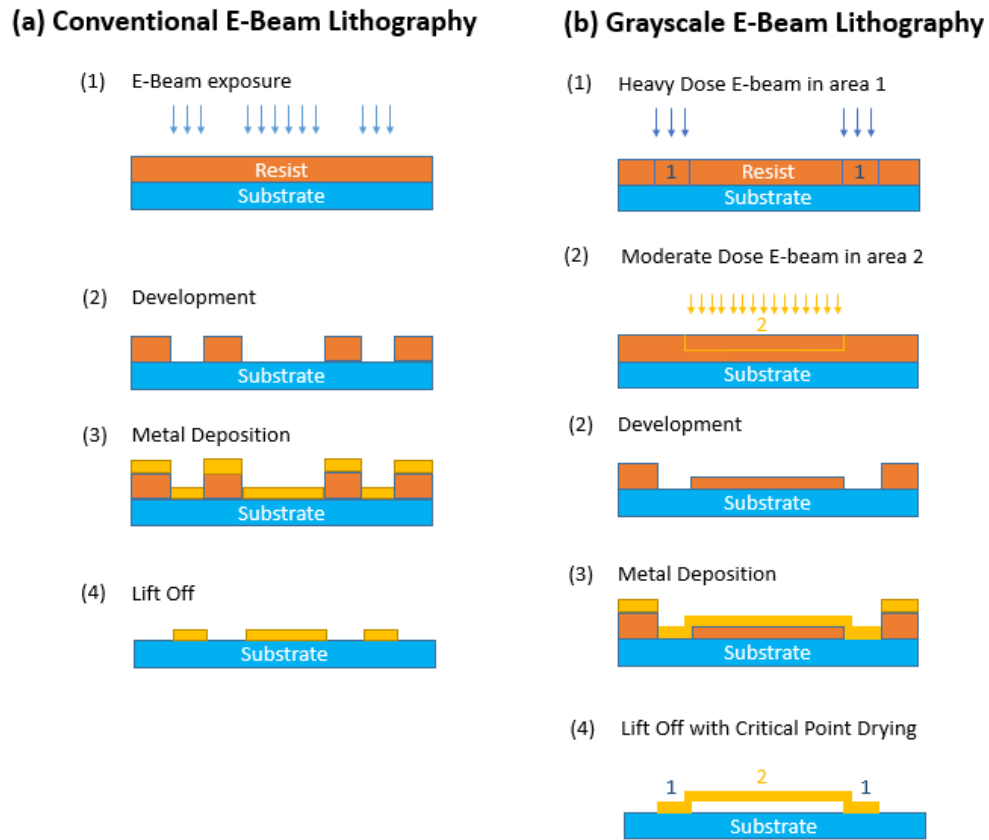 (a) Conventional E-Beam Lithography
(1) E-Beam exposure
Resist
Substrate
(2) Development
Substrate
(3) Metal Deposition
Substrate
(4) Lift Off
Substrate
(b) Grayscale E-Beam Lithography
(1) Heavy Dose E-beam in area 1
1 Resist 1
Substrate
(2) Moderate Dose E-beam in area 2
2
Substrate
(2) Development
Substrate
(3) Metal Deposition
Substrate
(4) Lift Off with Critical Point Drying
1 2 1
Substrate